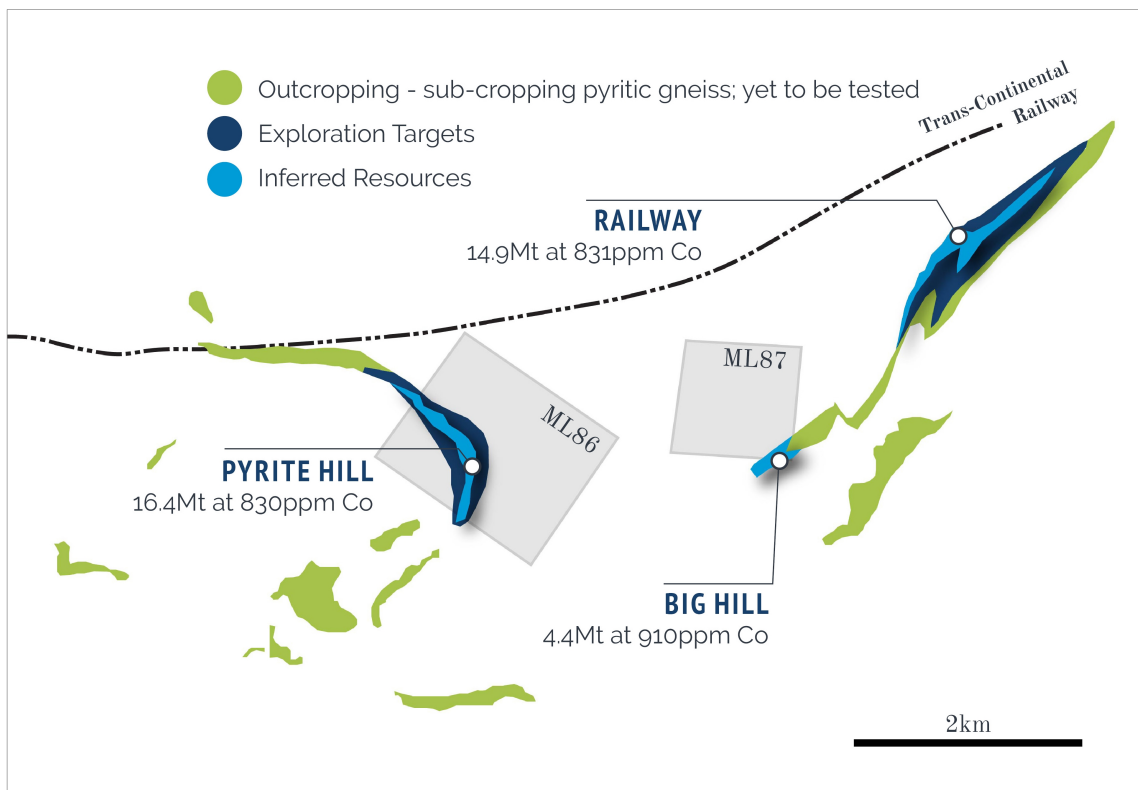 Outcropping - sub-cropping pyritic gneiss; yet to be tested
Exploration Targets
Inferred Resources
Trans-Continental
Railway
RAILWAY
14.9Mt at 831ppm Co
ML87
ML86
PYRITE HILL
16.4Mt at 830ppm Co
BIG HILL
4.4Mt at 910ppm Co
2km